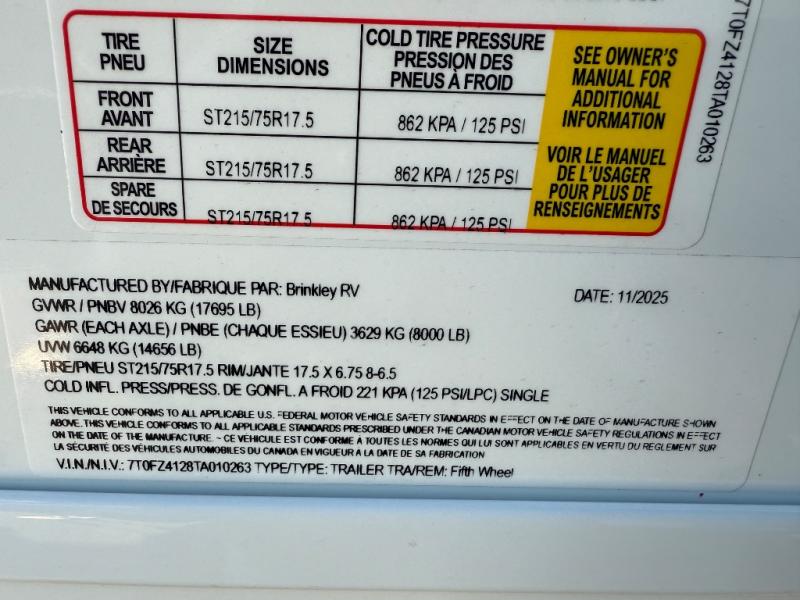 TIRE PNEU
SIZE DIMENSIONS
COLD TIRE PRESSURE PRESSION DES PNEUS À FROID
FRONT AVANT
ST215/75R17.5
862 KPA / 125 PSI
REAR ARRIÈRE
ST215/75R17.5
862 KPA / 125 PSI
SPARE DE SECOURS
ST215/75R17.5
862 KPA / 125 PSI
SEE OWNER'S
MANUAL FOR
ADDITIONAL
INFORMATION
VOIR LE MANUEL
DE L'USAGER
POUR PLUS DE
RENSEIGNEMENTS
7T0FZ4128TA010263
MANUFACTURED BY/FABRIQUE PAR: Brinkley RV
DATE: 11/2025
GVWR / PNBV 8026 KG (17695 LB)
GAWR (EACH AXLE) / PNBE (CHAQUE ESSIEU) 3629 KG (8000 LB)
UVW 6648 KG (14656 LB)
TIRE/PNEU ST215/75R17.5 RIM/JANTE 17.5 X 6.75 8-6.5
COLD INFL. PRESS/PRESS. DE GONFL. A FROID 221 KPA (125 PSI/LPC) SINGLE
THIS VEHICLE CONFORMS TO ALL APPLICABLE U.S. FEDERAL MOTOR VEHICLE SAFETY STANDARDS IN EFFECT ON THE DATE OF MANUFACTURE SHOWN
ABOVE. THIS VEHICLE CONFORMS TO ALL APPLICABLE STANDARDS PRESCRIBED UNDER THE CANADIAN MOTOR VEHICLE SAFETY REGULATIONS IN EFFECT
ON THE DATE OF THE MANUFACTURE. ~ CE VEHICULE EST CONFORME À TOUTES LES NORMES QUI LUI SONT APPLICABLES EN VERTU DU REGLEMENT SUR
LA SÉCURITÉ DES VÉHICULES AUTOMOBILES DU CANADA EN VIGUEUR A LA DATE DE SA FABRICATION
V.I.N./N.I.V.: 7T0FZ4128TA010263 TYPE/TYPE: TRAILER TRA/REM: Fifth Wheel